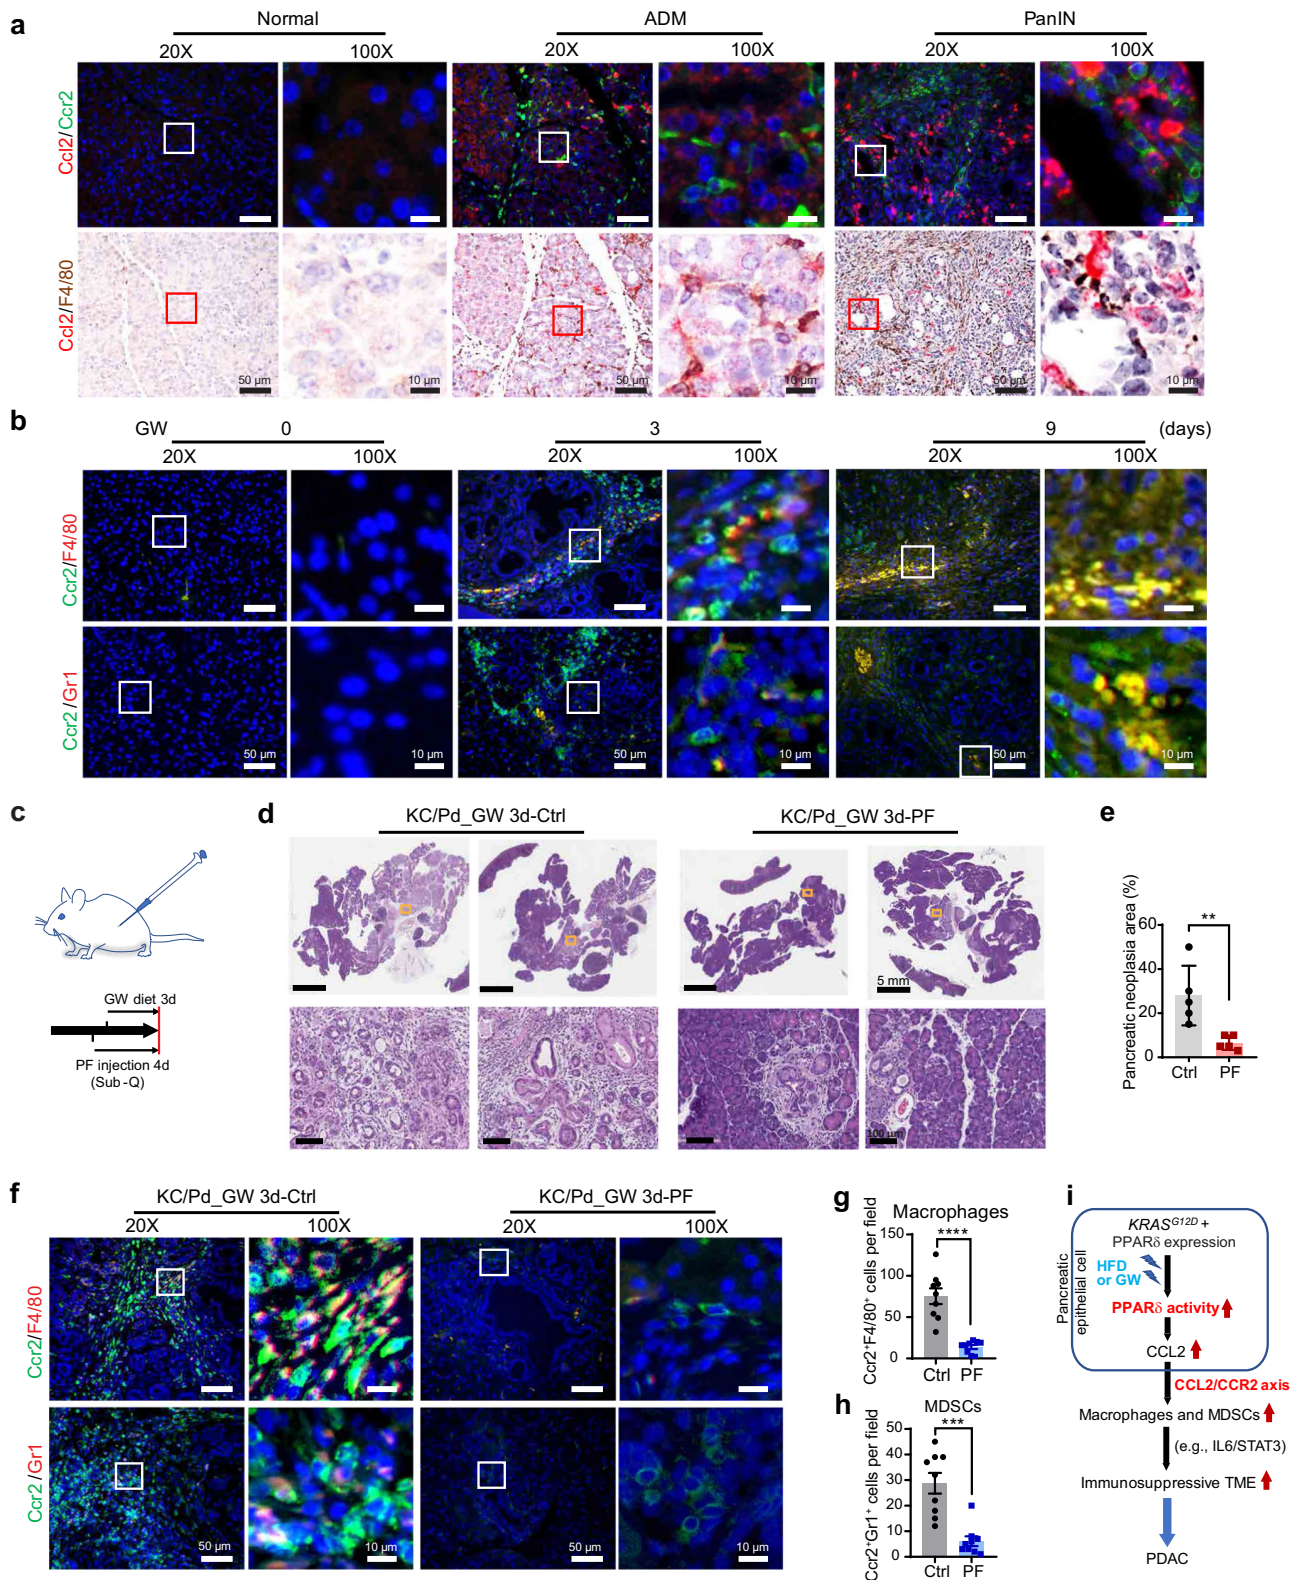 a
Normal
ADM
PanIN
20X
100X
20X
100X
20X
100X
Ccl2/Ccr2
Ccl2/F4/80
50 µm
10 µm
50 µm
10 µm
50 µm
10 µm
b
GW
0
3
9
(days)
20X
100X
20X
100X
20X
100X
Ccr2/F4/80
Ccr2/Gr1
50 µm
10 µm
50 µm
10 µm
50 µm
10 µm
c
GW diet 3d
PF injection 4d
(Sub-Q)
d
KC/Pd_GW 3d-Ctrl
KC/Pd_GW 3d-PF
5 mm
100 µm
e
Pancreatic neoplasia area (%)
60
40
20
0
**
Ctrl
PF
f
KC/Pd_GW 3d-Ctrl
KC/Pd_GW 3d-PF
20X
100X
20X
100X
Ccr2/F4/80
Ccr2/Gr1
50 µm
10 µm
50 µm
10 µm
g
Macrophages
Ccr2⁺F4/80⁺ cells per field
150
100
50
0
****
Ctrl
PF
h
MDSCs
Ccr2⁺Gr1⁺ cells per field
50
40
30
20
10
0
***
Ctrl
PF
i
Pancreatic
epithelial cell
KRAS^G12D +
PPARδ expression
HFD
or GW
PPARδ activity
CCL2
CCL2/CCR2 axis
Macrophages and MDSCs
(e.g., IL6/STAT3)
Immunosuppressive TME
PDAC